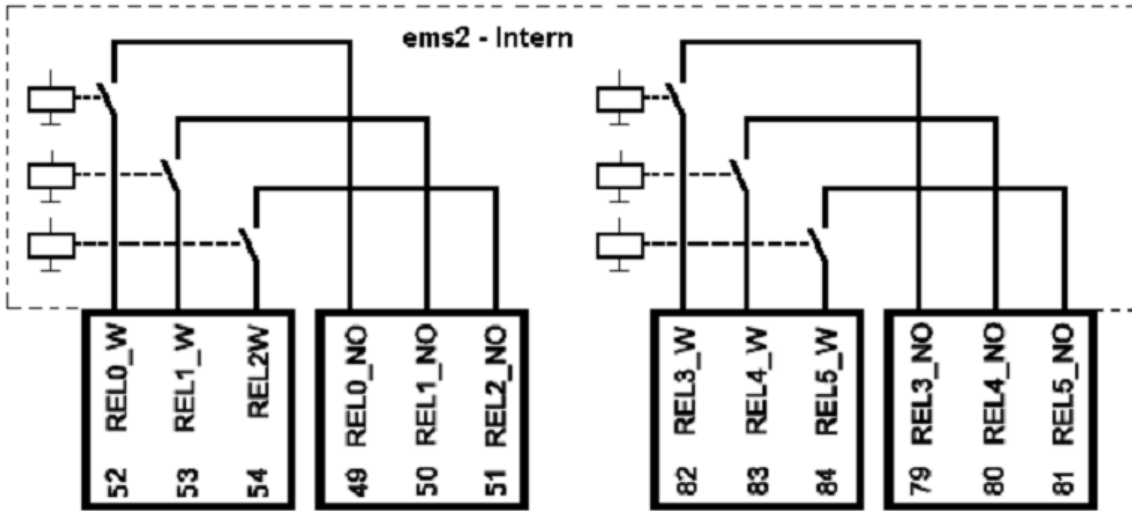 ems2 - Intern
52 REL0_W
53 REL1_W
54 REL2W
49 REL0_NO
50 REL1_NO
51 REL2_NO
82 REL3_W
83 REL4_W
84 REL5_W
79 REL3_NO
80 REL4_NO
81 REL5_NO